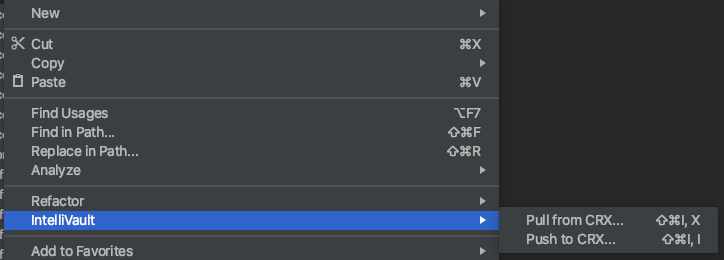 New
Cut ⌘X
Copy
Paste ⌘V
Find Usages ⌥F7
Find in Path... ⇧⌘F
Replace in Path... ⇧⌘R
Analyze
Refactor
IntelliVault
Pull from CRX... ⇧⌘I, X
Push to CRX... ⇧⌘I, I
Add to Favorites